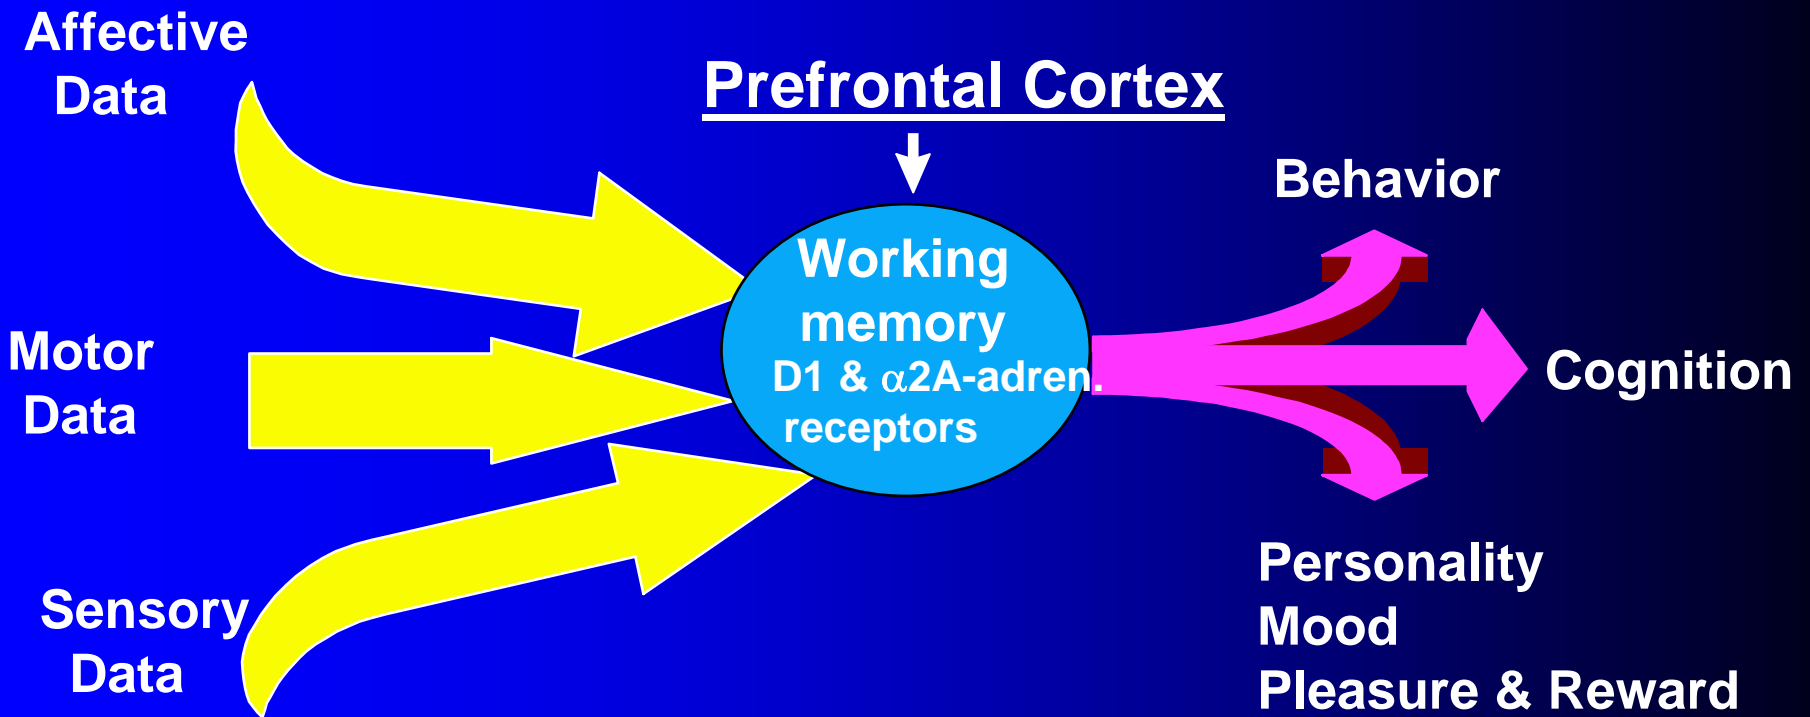 Affective
Data
Prefrontal Cortex
Behavior
Working
memory
D1 & α2A-adren.
receptors
Motor
Data
Cognition
Sensory
Data
Personality
Mood
Pleasure & Reward